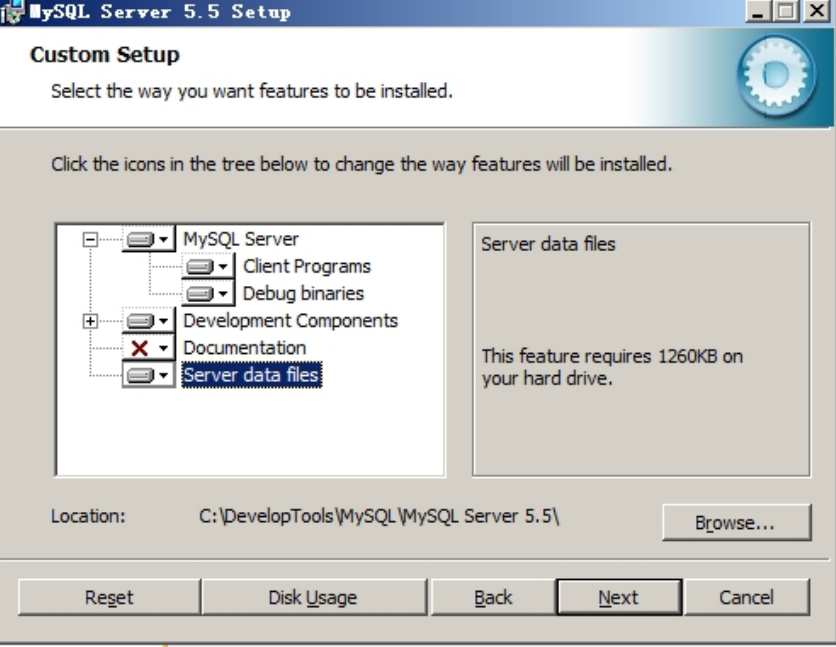 MySQL Server 5.5 Setup
Custom Setup
Select the way you want features to be installed.
Click the icons in the tree below to change the way features will be installed.
MySQL Server
Client Programs
Debug binaries
Development Components
Documentation
Server data files
Server data files
This feature requires 1260KB on
your hard drive.
Location: C:\DevelopTools\MySQL\MySQL Server 5.5\
Browse...
Reset Disk Usage Back Next Cancel